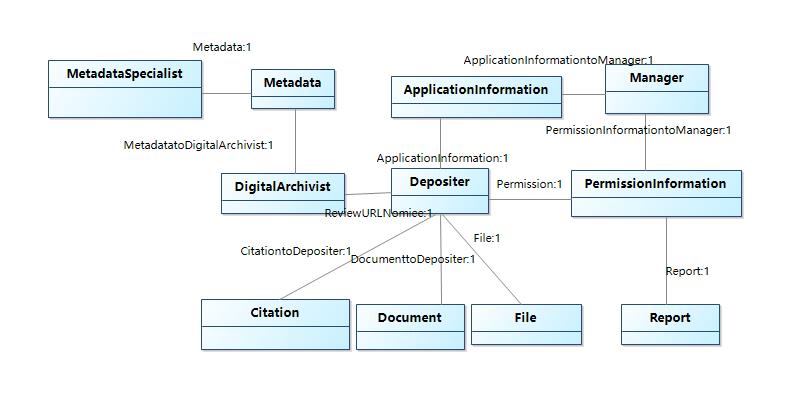 Metadata:1
ApplicationInformationtoManager:1
MetadataSpecialist
Metadata
ApplicationInformation
Manager
PermissionInformationtoManager:1
MetadatatoDigitalArchivist:1
ApplicationInformation:1
DigitalArchivist
Depositer
Permission:1
PermissionInformation
ReviewURLNomiee:1
File:1
CitationtoDepositer:1
DocumenttoDepositer:1
Report:1
Citation
Document
File
Report